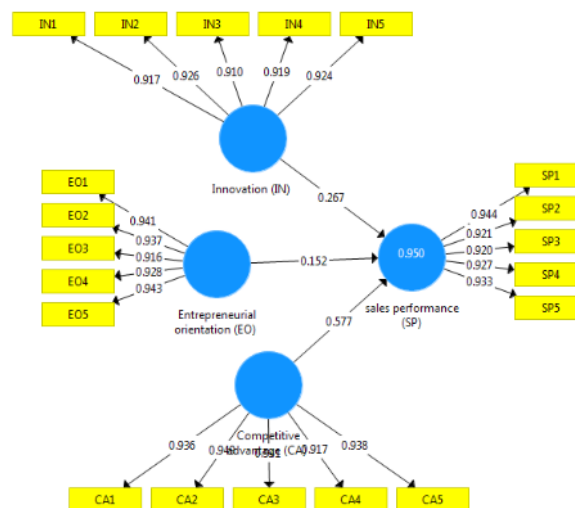 IN1 IN2 IN3 IN4 IN5
0.917 0.926 0.910 0.919 0.924
Innovation (IN)
0.267
EO1
EO2
EO3
EO4
EO5
0.941
0.937
0.916
0.928
0.943
Entrepreneurial
orientation (EO)
0.152
0.950
sales performance
(SP)
SP1
SP2
SP3
SP4
SP5
0.944
0.921
0.920
0.927
0.933
0.577
Competitive
advantage (CA)
0.936 0.917 0.938
CA1 CA2 CA3 CA4 CA5